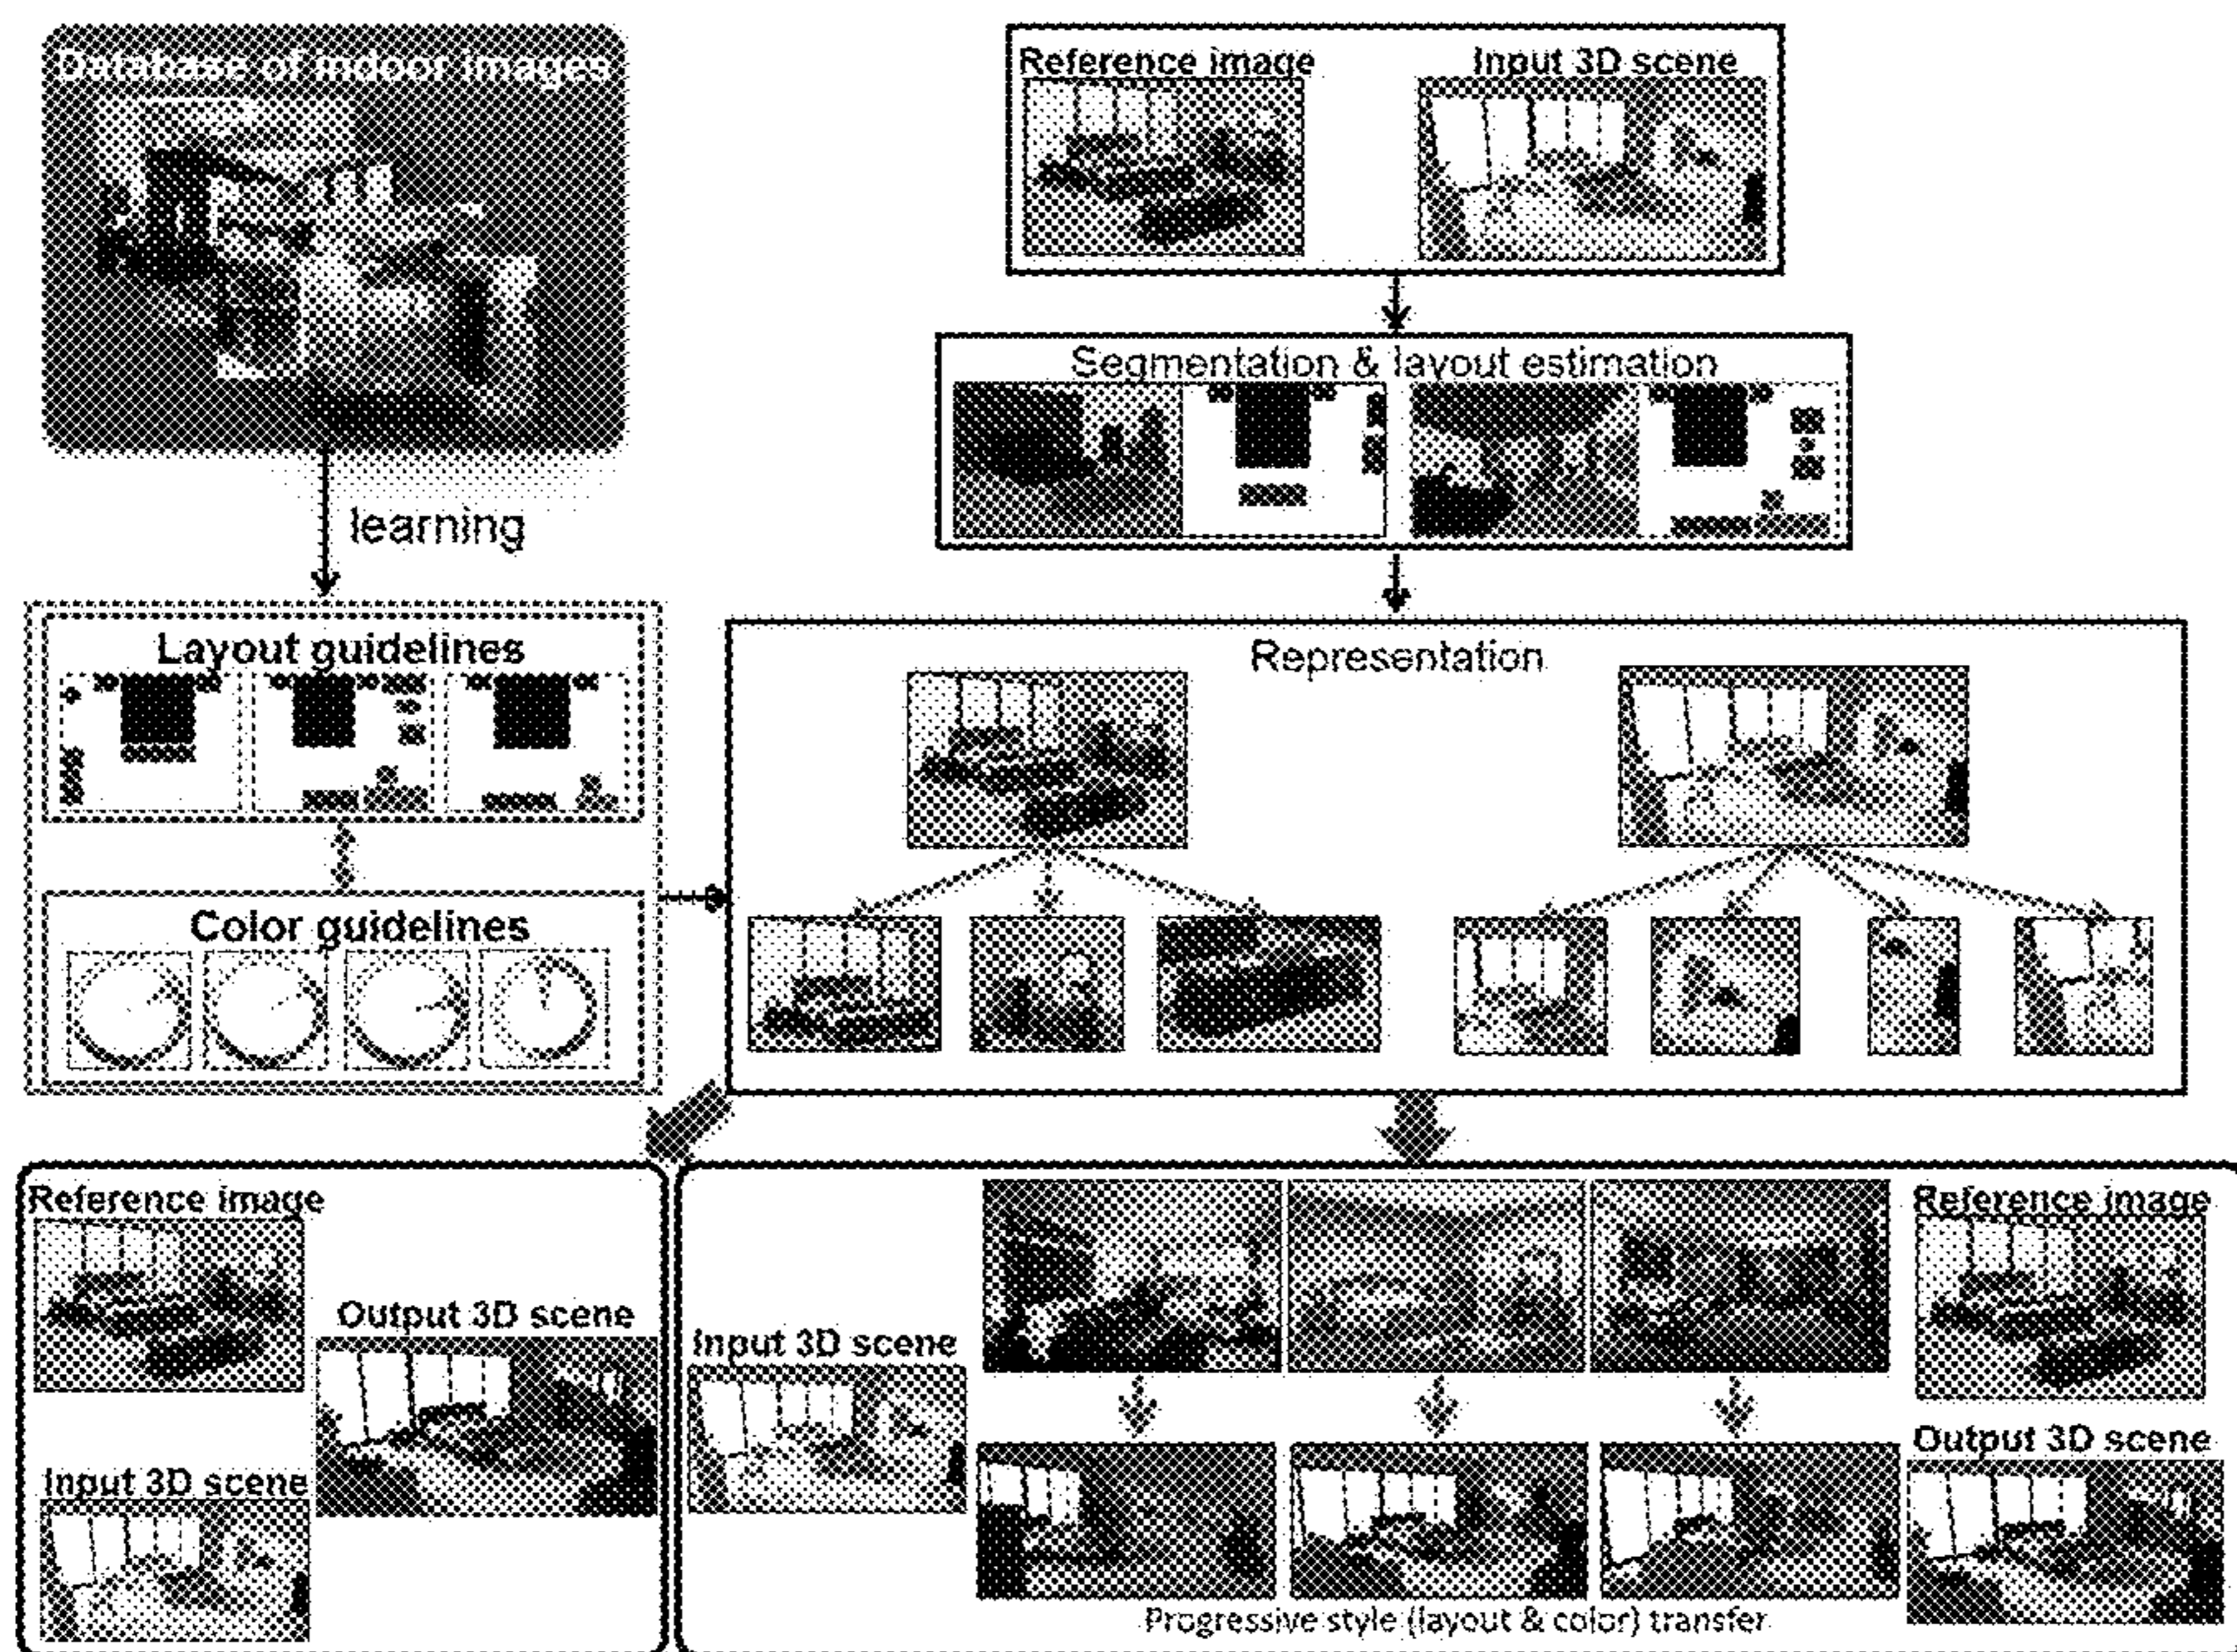 Database of indoor images
Reference image
Input 3D scene
Segmentation & layout estimation
learning
Layout guidelines
Representation
Color guidelines
Reference image
Output 3D scene
Input 3D scene
Input 3D scene
Reference image
Output 3D scene
Progressive style (layout & color) transfer